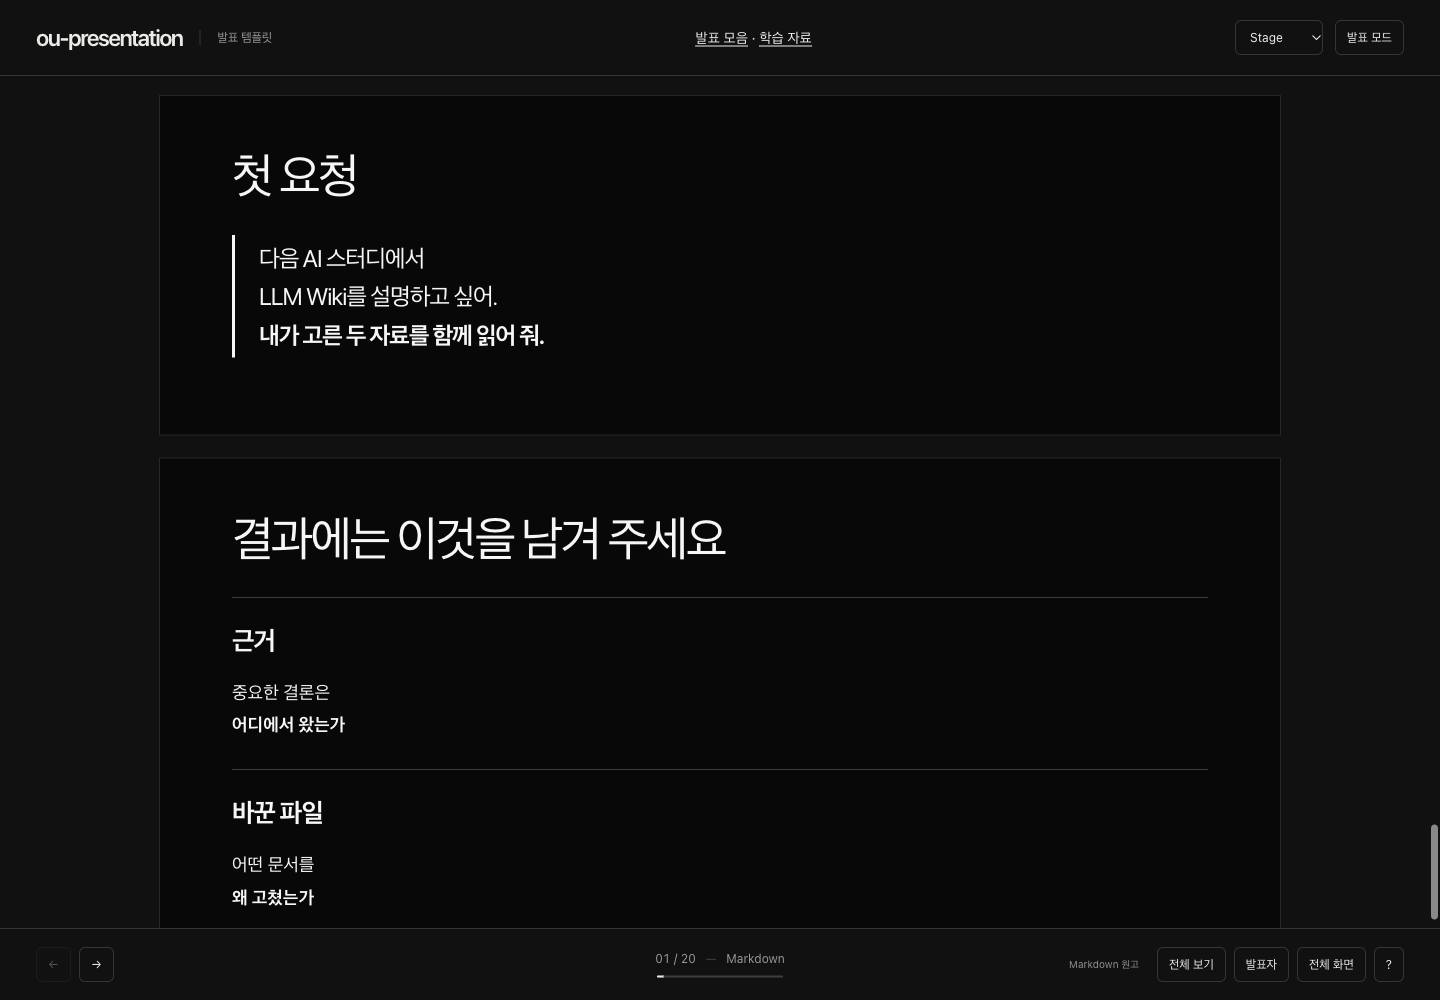 ou-presentation
발표 템플릿
발표 모음 · 학습 자료
Stage
발표 모드
첫 요청
다음 AI 스터디에서
LLM Wiki를 설명하고 싶어.
내가 고른 두 자료를 함께 읽어 줘.
결과에는 이것을 남겨 주세요
근거
중요한 결론은
어디에서 왔는가
바꾼 파일
어떤 문서를
왜 고쳤는가
← →
01 / 20 — Markdown
Markdown 원고
전체 보기
발표자
전체 화면
?